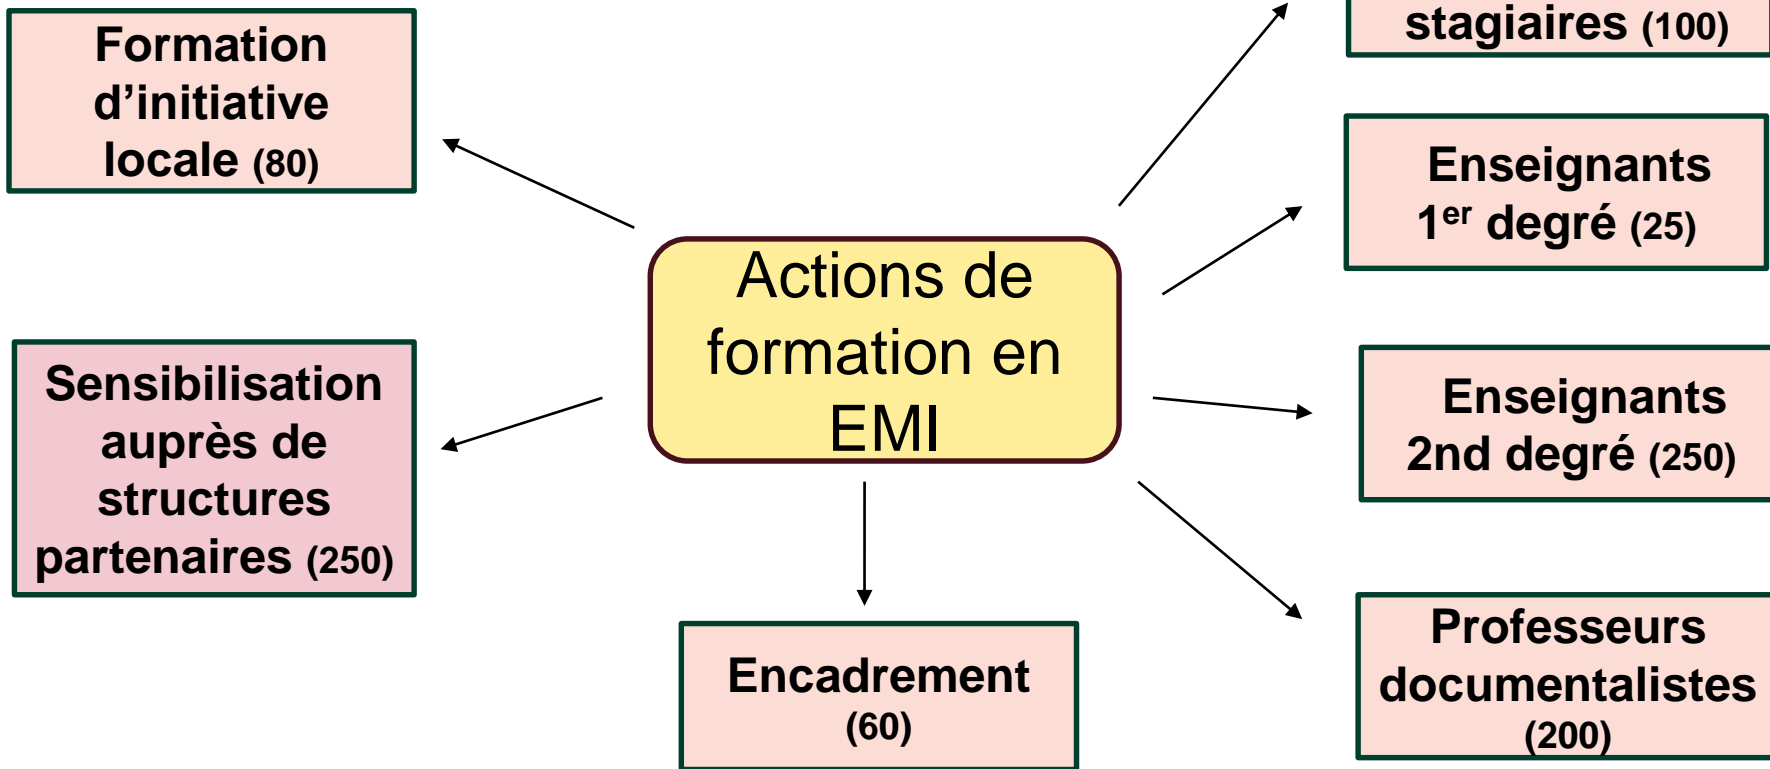 Formation
d’initiative
locale (80)
stagiaires (100)
Enseignants
1er degré (25)
Actions de
formation en
EMI
Sensibilisation
auprès de
structures
partenaires (250)
Enseignants
2nd degré (250)
Encadrement
(60)
Professeurs
documentalistes
(200)